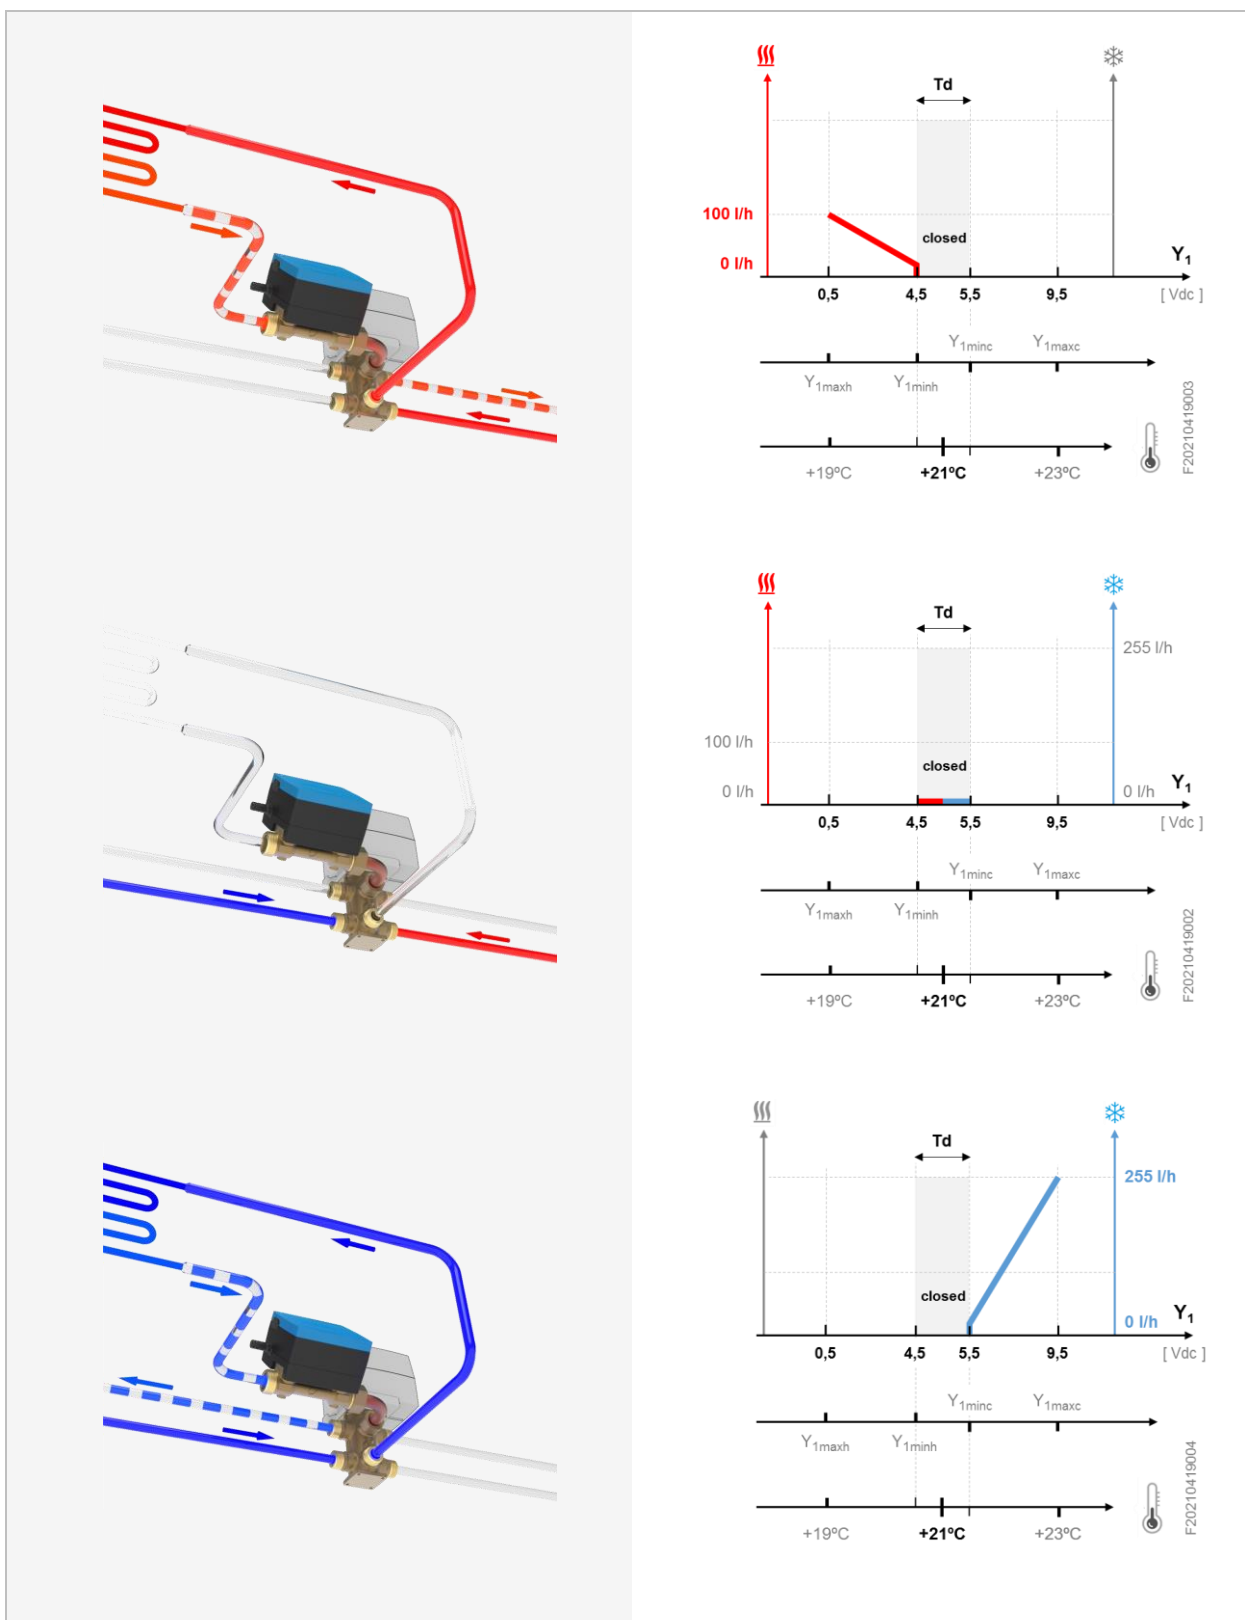 Td
100 l/h
closed
0 l/h
Y1
0,5
4,5
5,5
9,5
[ Vdc ]
Y1minc
Y1maxc
Y1maxh
Y1minh
+19ºC
+21ºC
+23ºC
F20210419003
Td
255 l/h
100 l/h
closed
0 l/h
0 l/h
Y1
0,5
4,5
5,5
9,5
[ Vdc ]
Y1minc
Y1maxc
Y1maxh
Y1minh
+19ºC
+21ºC
+23ºC
F20210419002
Td
255 l/h
closed
0 l/h
Y1
0,5
4,5
5,5
9,5
[ Vdc ]
Y1minc
Y1maxc
Y1maxh
Y1minh
+19ºC
+21ºC
+23ºC
F20210419004